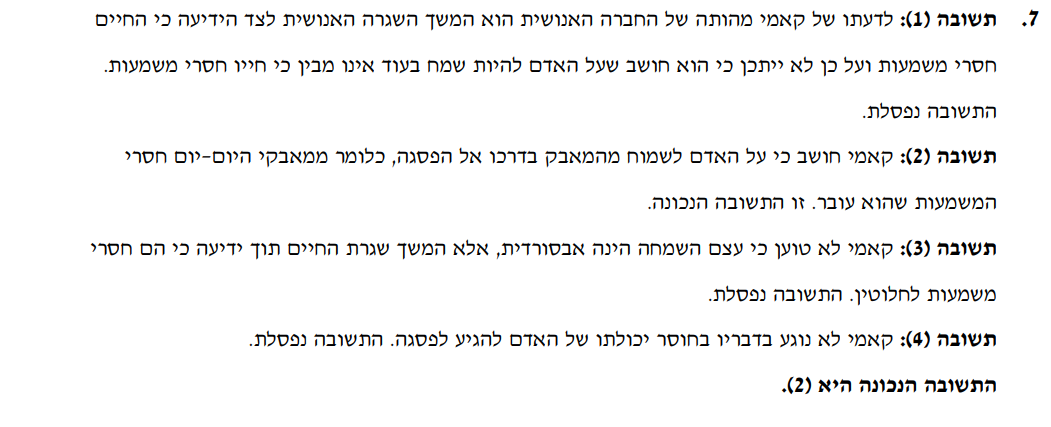 7. תשובה (1): לדעתו של קאמי מהותה של החברה האנושית הוא המשך השגרה האנושית לצד הידיעה כי החיים
חסרי משמעות ועל כן לא ייתכן כי הוא חושב שעל האדם להיות שמח בעוד אינו מבין כי חייו חסרי משמעות.
התשובה נפסלת.
תשובה (2): קאמי חושב כי על האדם לשמוח מהמאבק בדרכו אל הפסגה, כלומר ממאבקי היום-יום חסרי
המשמעות שהוא עובר. זו התשובה הנכונה.
תשובה (3): קאמי לא טוען כי עצם השמחה הינה אבסורדית, אלא המשך שגרת החיים תוך ידיעה כי הם חסרי
משמעות לחלוטין. התשובה נפסלת.
תשובה (4): קאמי לא נוגע בדבריו בחוסר יכולתו של האדם להגיע לפסגה. התשובה נפסלת.
התשובה הנכונה היא (2).